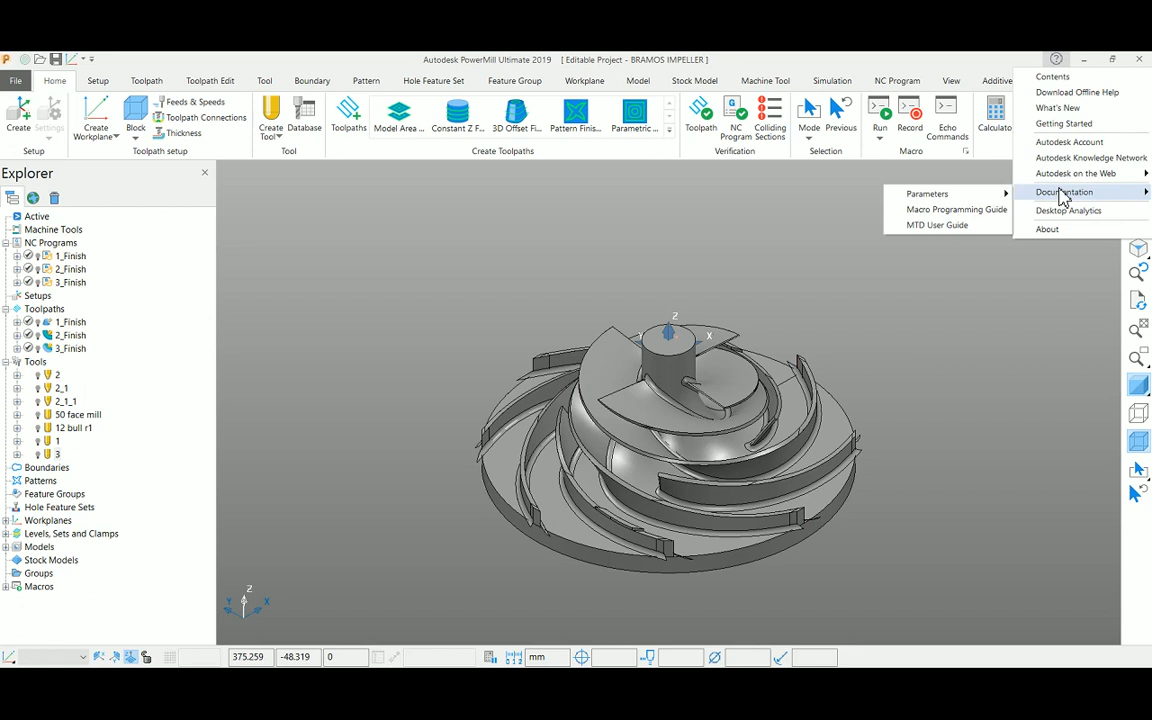 Autodesk PowerMill Ultimate 2019    [ Editable Project - BRAMOS IMPELLER ]
File Home Setup Toolpath Toolpath Edit Tool Boundary Pattern Hole Feature Set Feature Group Workplane Model Stock Model Machine Tool Simulation NC Program View Additive
Create
Settings
Setup
Create Workplane
Block
Feeds & Speeds
Toolpath Connections
Thickness
Toolpath setup
Create Tool
Database
Tool
Toolpaths
Model Area ...
Constant Z F...
3D Offset Fi...
Pattern Finis...
Parametric ...
Create Toolpaths
Toolpath
NC Program
Colliding Sections
Verification
Mode
Previous
Selection
Run
Record
Echo Commands
Macro
Calculato
Contents
Download Offline Help
What's New
Getting Started
Autodesk Account
Autodesk Knowledge Network
Autodesk on the Web
Documentation
Desktop Analytics
About
Parameters
Macro Programming Guide
MTD User Guide
Explorer
Active
Machine Tools
NC Programs
1_Finish
2_Finish
3_Finish
Setups
Toolpaths
1_Finish
2_Finish
3_Finish
Tools
2
2_1
2_1_1
50 face mill
12 bull r1
1
3
Boundaries
Patterns
Feature Groups
Hole Feature Sets
Workplanes
Levels, Sets and Clamps
Models
Stock Models
Groups
Macros
Z
X
Z
Y
X
375.259 -48.319 0 mm